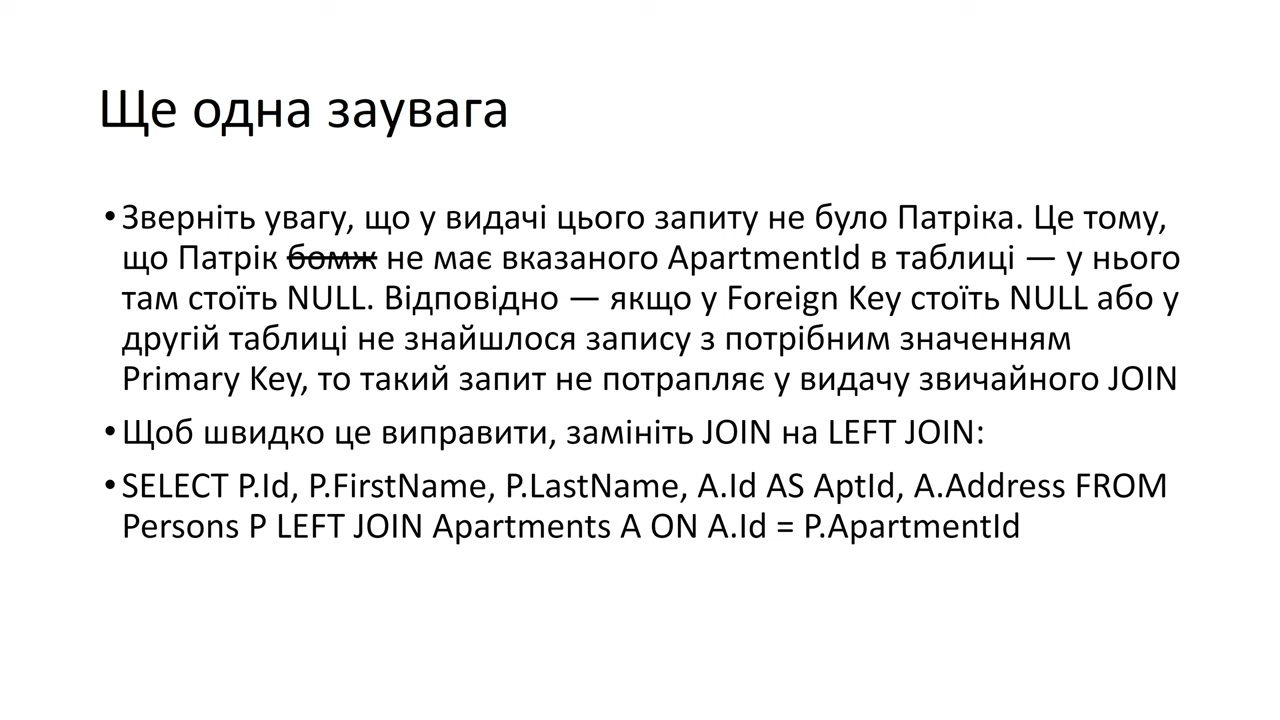 Ще одна заувага
• Зверніть увагу, що у видачі цього запиту не було Патріка. Це тому,
що Патрік бомж не має вказаного ApartmentId в таблиці — у нього
там стоїть NULL. Відповідно — якщо у Foreign Key стоїть NULL або у
другій таблиці не знайшлося запису з потрібним значенням
Primary Key, то такий запит не потрапляє у видачу звичайного JOIN
• Щоб швидко це виправити, замініть JOIN на LEFT JOIN:
• SELECT P.Id, P.FirstName, P.LastName, A.Id AS AptId, A.Address FROM
Persons P LEFT JOIN Apartments A ON A.Id = P.ApartmentId